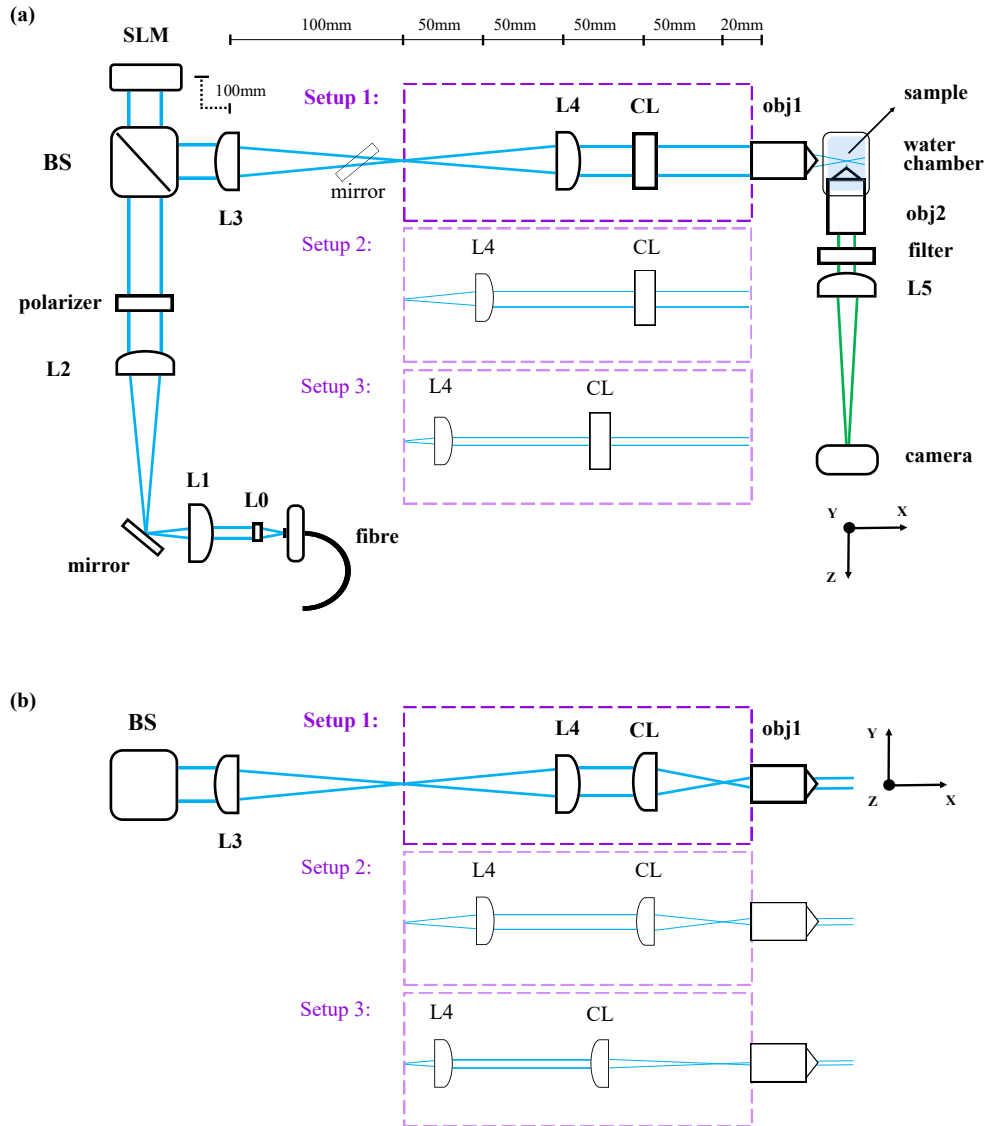 (a)
100mm 50mm 50mm 50mm 50mm 20mm
SLM
100mm
Setup 1:
L4 CL obj1
sample
BS
water
chamber
mirror
L3
obj2
Setup 2:
L4 CL
filter
L5
polarizer
L2
Setup 3:
L4 CL
camera
L1
L0
fibre
mirror
Y X
Z
(b)
BS
Setup 1:
L4 CL obj1
Y
Z X
L3
Setup 2:
L4 CL
Setup 3:
L4 CL